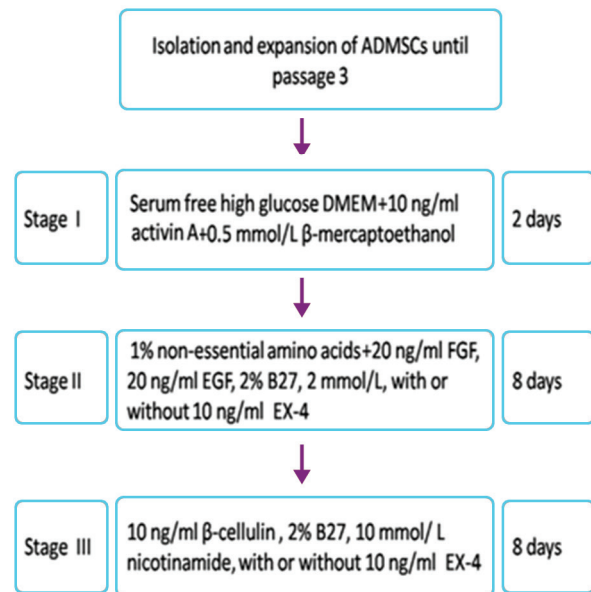 Isolation and expansion of ADMSCs until
passage 3
Stage I
Serum free high glucose DMEM+10 ng/ml
activin A+0.5 mmol/L β-mercaptoethanol
2 days
Stage II
1% non-essential amino acids+20 ng/ml FGF,
20 ng/ml EGF, 2% B27, 2 mmol/L, with or
without 10 ng/ml EX-4
8 days
Stage III
10 ng/ml β-cellulin , 2% B27, 10 mmol/ L
nicotinamide, with or without 10 ng/ml EX-4
8 days